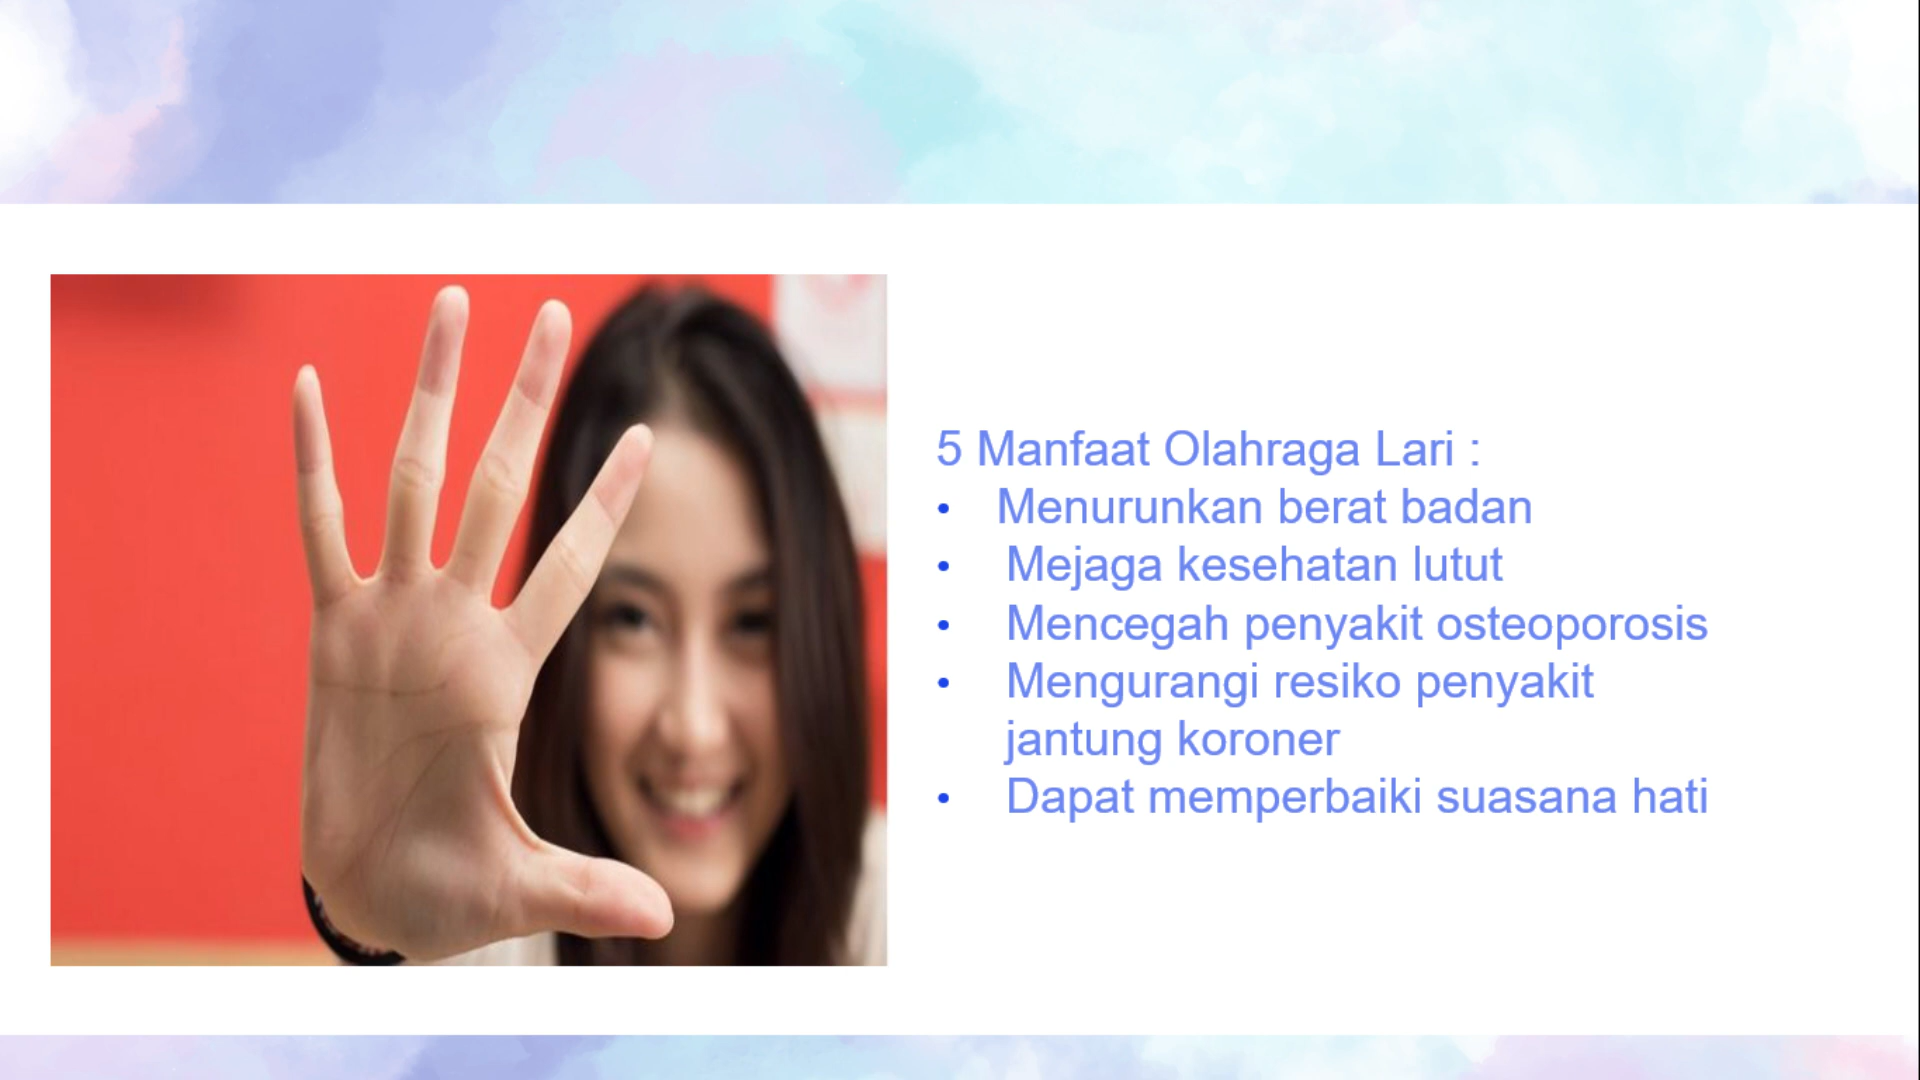 5 Manfaat Olahraga Lari :
• Menurunkan berat badan
• Mejaga kesehatan lutut
• Mencegah penyakit osteoporosis
• Mengurangi resiko penyakit
jantung koroner
• Dapat memperbaiki suasana hati